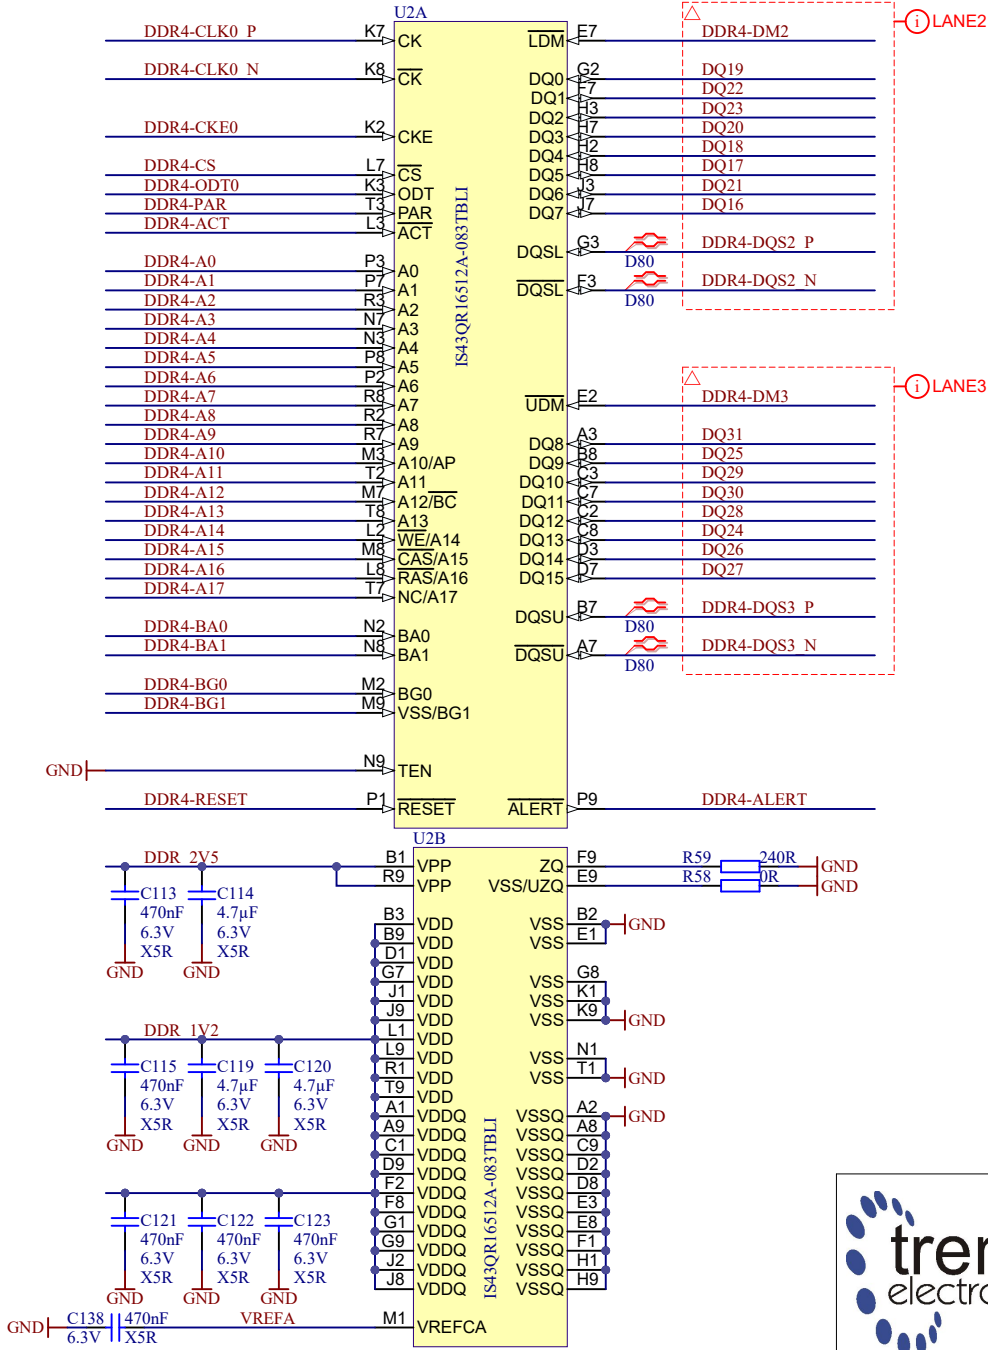 U2A
DDR4-CLK0_P K7 CK LDM E7 DDR4-DM2 i LANE2
DDR4-CLK0_N K8 CK DQ0 G2 DQ19
DQ1 F7 DQ22
DQ2 H3 DQ23
DDR4-CKE0 K2 CKE DQ3 H7 DQ20
DQ4 H2 DQ18
DDR4-CS L7 CS DQ5 H8 DQ17
DDR4-ODT0 K3 ODT DQ6 J3 DQ21
DDR4-PAR T3 PAR DQ7 J7 DQ16
DDR4-ACT L3 ACT
DQSL G3 D80 DDR4-DQS2_P
DDR4-A0 P3 A0
DDR4-A1 P7 A1 DQSL F3 D80 DDR4-DQS2_N
DDR4-A2 R3 A2
DDR4-A3 N7 A3
DDR4-A4 N3 A4
DDR4-A5 P8 A5
DDR4-A6 P2 A6
DDR4-A7 R8 A7 UDM E2 DDR4-DM3 i LANE3
DDR4-A8 R2 A8
DDR4-A9 R7 A9 DQ8 A3 DQ31
DDR4-A10 M3 A10/AP DQ9 B8 DQ25
DDR4-A11 T2 A11 DQ10 C3 DQ29
DDR4-A12 M7 A12/BC DQ11 C7 DQ30
DDR4-A13 T8 A13 DQ12 C2 DQ28
DDR4-A14 L2 WE/A14 DQ13 C8 DQ24
DDR4-A15 M8 CAS/A15 DQ14 D3 DQ26
DDR4-A16 L8 RAS/A16 DQ15 D7 DQ27
DDR4-A17 T7 NC/A17
DQSU B7 D80 DDR4-DQS3_P
DDR4-BA0 N2 BA0
DDR4-BA1 N8 BA1 DQSU A7 D80 DDR4-DQS3_N
DDR4-BG0 M2 BG0
DDR4-BG1 M9 VSS/BG1
GND N9 TEN
DDR4-RESET P1 RESET ALERT P9 DDR4-ALERT
IS43QR16512A-083TBLI
U2B
DDR_2V5 B1 VPP ZQ F9 R59 240R GND
R9 VPP VSS/UZQ E9 R58 0R GND
C113 C114
470nF 4.7µF
6.3V 6.3V
X5R X5R
GND GND
B3 VDD VSS B2 GND
B9 VDD VSS E1
D1 VDD
G7 VDD VSS G8
J1 VDD VSS K1
J9 VDD VSS K9 GND
DDR_1V2 L1 VDD
L9 VDD VSS N1
R1 VDD VSS T1 GND
T9 VDD
C115 C119 C120
470nF 4.7µF 4.7µF
6.3V 6.3V 6.3V
X5R X5R X5R
GND GND GND
A1 VDDQ VSSQ A2 GND
A9 VDDQ VSSQ A8
C1 VDDQ VSSQ C9
D9 VDDQ VSSQ D2
F2 VDDQ VSSQ D8
F8 VDDQ VSSQ E3
G1 VDDQ VSSQ E8
G9 VDDQ VSSQ F1
J2 VDDQ VSSQ H1
J8 VDDQ VSSQ H9
C121 C122 C123
470nF 470nF 470nF
6.3V 6.3V 6.3V
X5R X5R X5R
GND GND GND
GND C138 470nF VREFA M1 VREFCA
6.3V X5R
IS43QR16512A-083TBLI
tre
electro